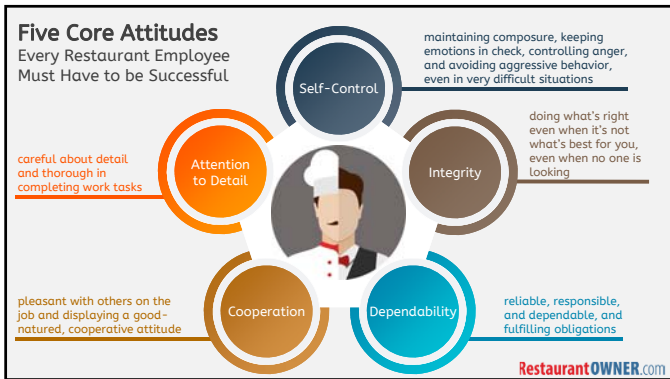 Five Core Attitudes
Every Restaurant Employee
Must Have to be Successful
Self-Control
maintaining composure, keeping
emotions in check, controlling anger,
and avoiding aggressive behavior,
even in very difficult situations
Attention
to Detail
careful about detail
and thorough in
completing work tasks
Integrity
doing what's right
even when it's not
what's best for you,
even when no one is
looking
Cooperation
pleasant with others on the
job and displaying a good-
natured, cooperative attitude
Dependability
reliable, responsible,
and dependable, and
fulfilling obligations
RestaurantOWNER.com